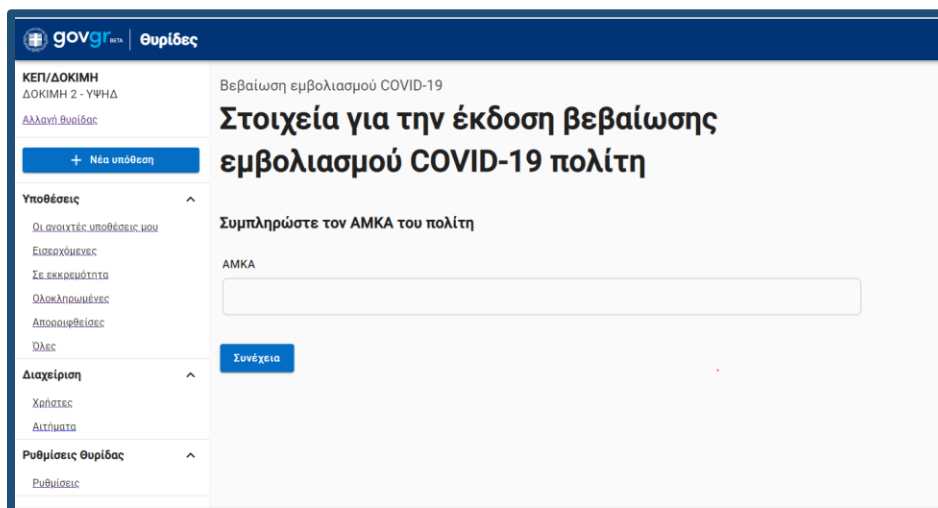 govgr BETA Θυρίδες
ΚΕΠ/ΔΟΚΙΜΗ
ΔΟΚΙΜΗ 2 - ΥΨΗΔ
Αλλαγή θυρίδας
+ Νέα υπόθεση
Υποθέσεις
Οι ανοιχτές υποθέσεις μου
Εισερχόμενες
Σε εκκρεμότητα
Ολοκληρωμένες
Απορριφθείσες
Όλες
Διαχείριση
Χρήστες
Αιτήματα
Ρυθμίσεις Θυρίδας
Ρυθμίσεις
Βεβαίωση εμβολιασμού COVID-19
Στοιχεία για την έκδοση βεβαίωσης
εμβολιασμού COVID-19 πολίτη
Συμπληρώστε τον ΑΜΚΑ του πολίτη
ΑΜΚΑ
Συνέχεια